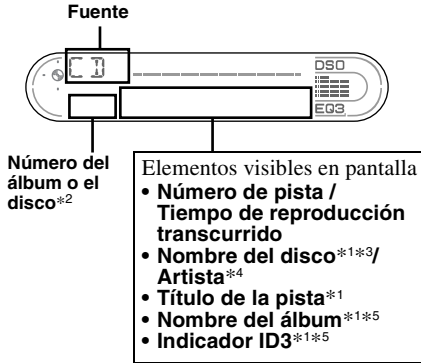 Fuente
CD
DSO
EQ3
Número del
álbum o el
disco*2
Elementos visibles en pantalla
• Número de pista /
Tiempo de reproducción
transcurrido
• Nombre del disco*1*3/
Artista*4
• Título de la pista*1
• Nombre del álbum*1*5
• Indicador ID3*1*5